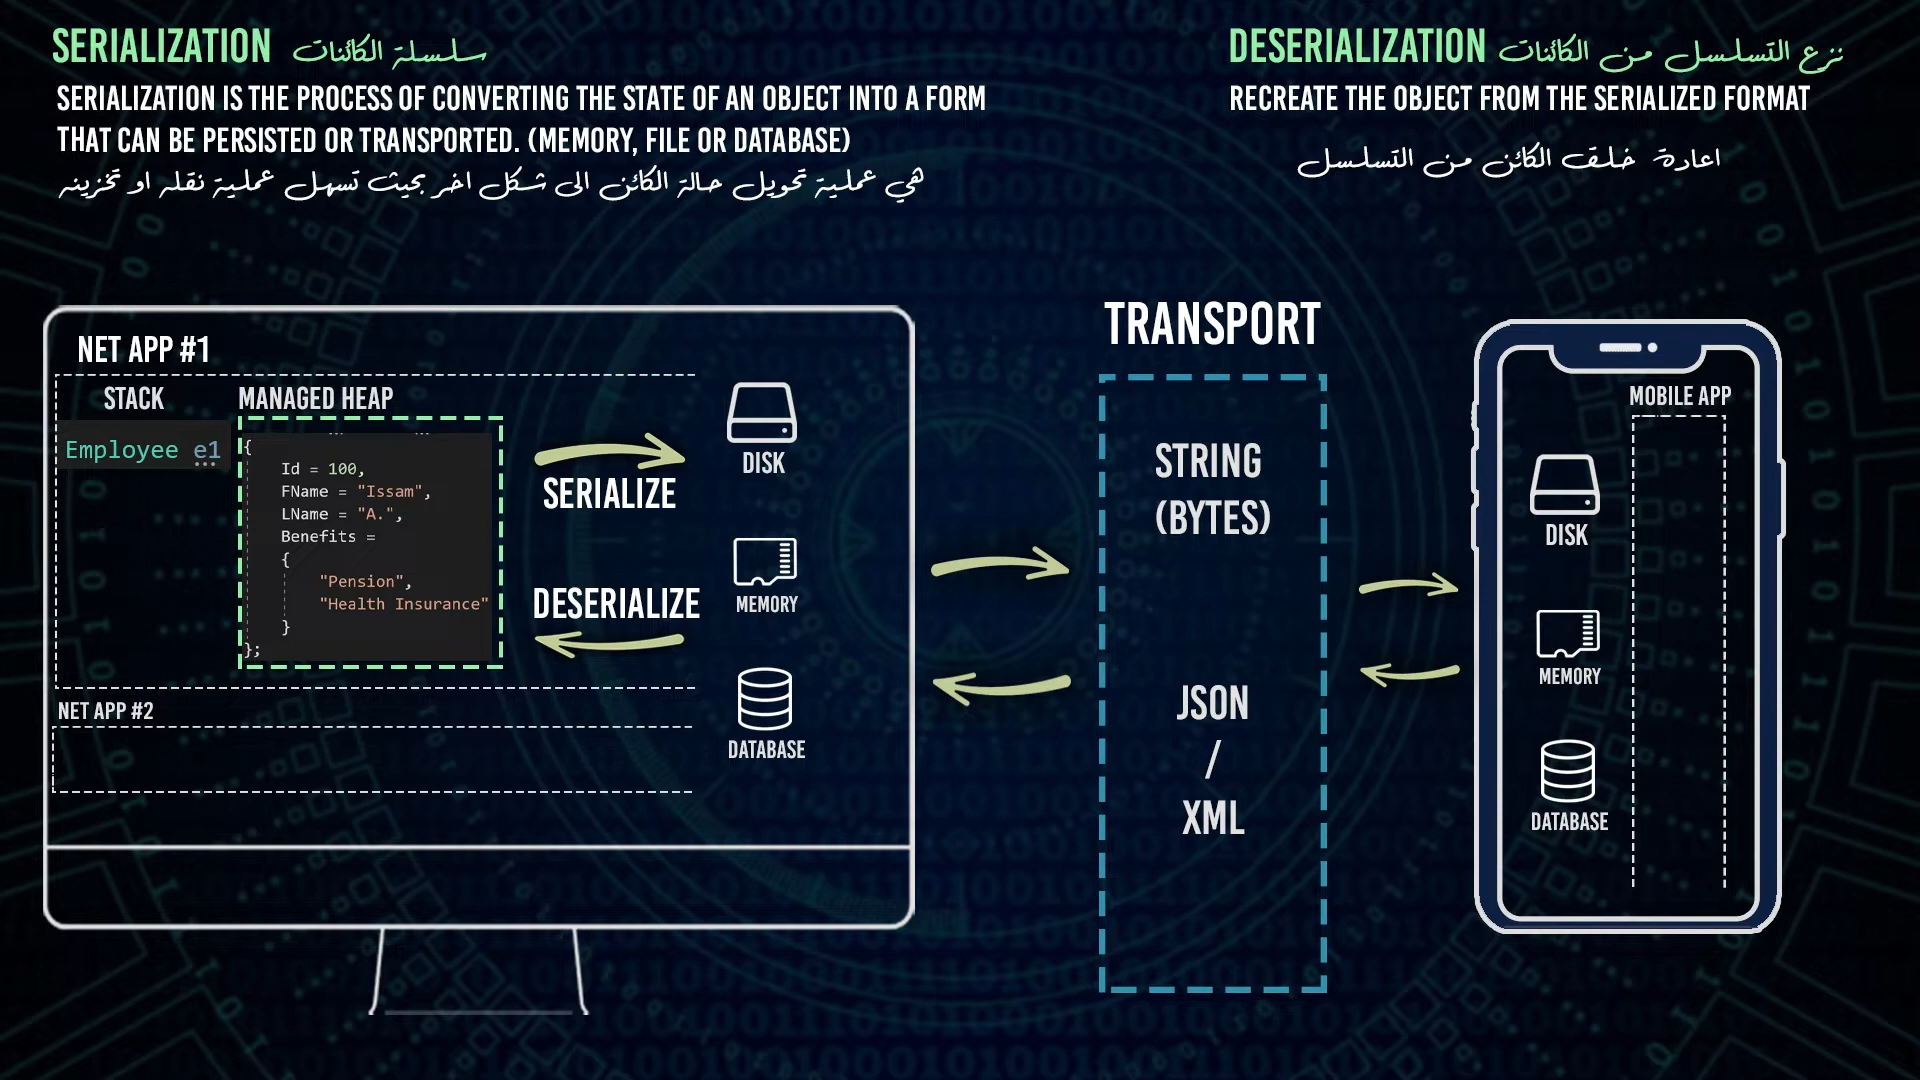 SERIALIZATION سلسلة الكائنات
SERIALIZATION IS THE PROCESS OF CONVERTING THE STATE OF AN OBJECT INTO A FORM
THAT CAN BE PERSISTED OR TRANSPORTED. (MEMORY, FILE OR DATABASE)
هي عملية تحويل حالة الكائن الى شكل اخر بحيث تسهل عملية نقله او تخزينه
DESERIALIZATION نزع التسلسل من الكائنات
RECREATE THE OBJECT FROM THE SERIALIZED FORMAT
اعادة خلق الكائن من التسلسل
NET APP #1
STACK
Employee e1
MANAGED HEAP
{
Id = 100,
FName = "Issam",
LName = "A.",
Benefits =
{
"Pension",
"Health Insurance"
}
};
SERIALIZE
DESERIALIZE
DISK
MEMORY
DATABASE
NET APP #2
TRANSPORT
STRING
(BYTES)
JSON
/
XML
MOBILE APP
DISK
MEMORY
DATABASE